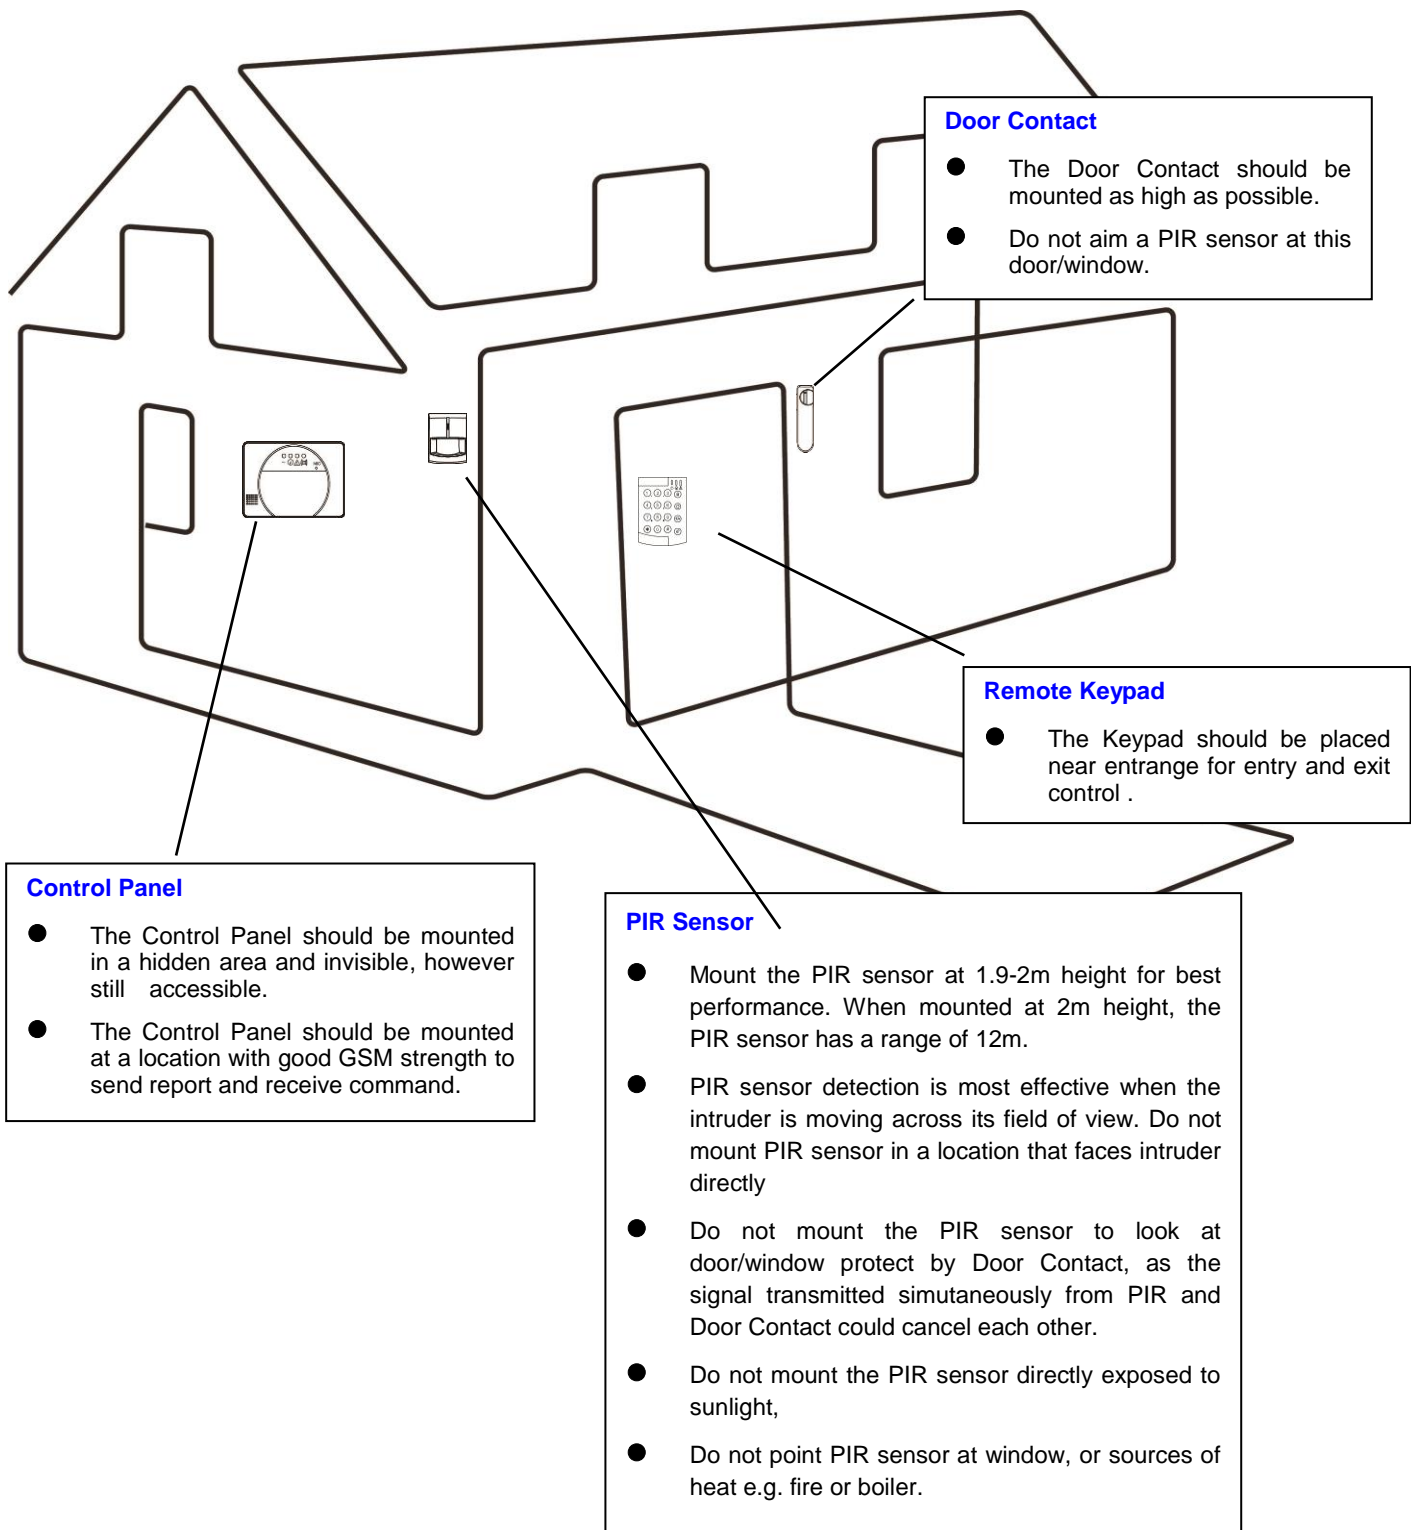 Door Contact
● The Door Contact should be
mounted as high as possible.
● Do not aim a PIR sensor at this
door/window.
Remote Keypad
● The Keypad should be placed
near entrange for entry and exit
control .
Control Panel
● The Control Panel should be mounted
in a hidden area and invisible, however
still accessible.
● The Control Panel should be mounted
at a location with good GSM strength to
send report and receive command.
PIR Sensor
● Mount the PIR sensor at 1.9-2m height for best
performance. When mounted at 2m height, the
PIR sensor has a range of 12m.
● PIR sensor detection is most effective when the
intruder is moving across its field of view. Do not
mount PIR sensor in a location that faces intruder
directly
● Do not mount the PIR sensor to look at
door/window protect by Door Contact, as the
signal transmitted simutaneously from PIR and
Door Contact could cancel each other.
● Do not mount the PIR sensor directly exposed to
sunlight,
● Do not point PIR sensor at window, or sources of
heat e.g. fire or boiler.